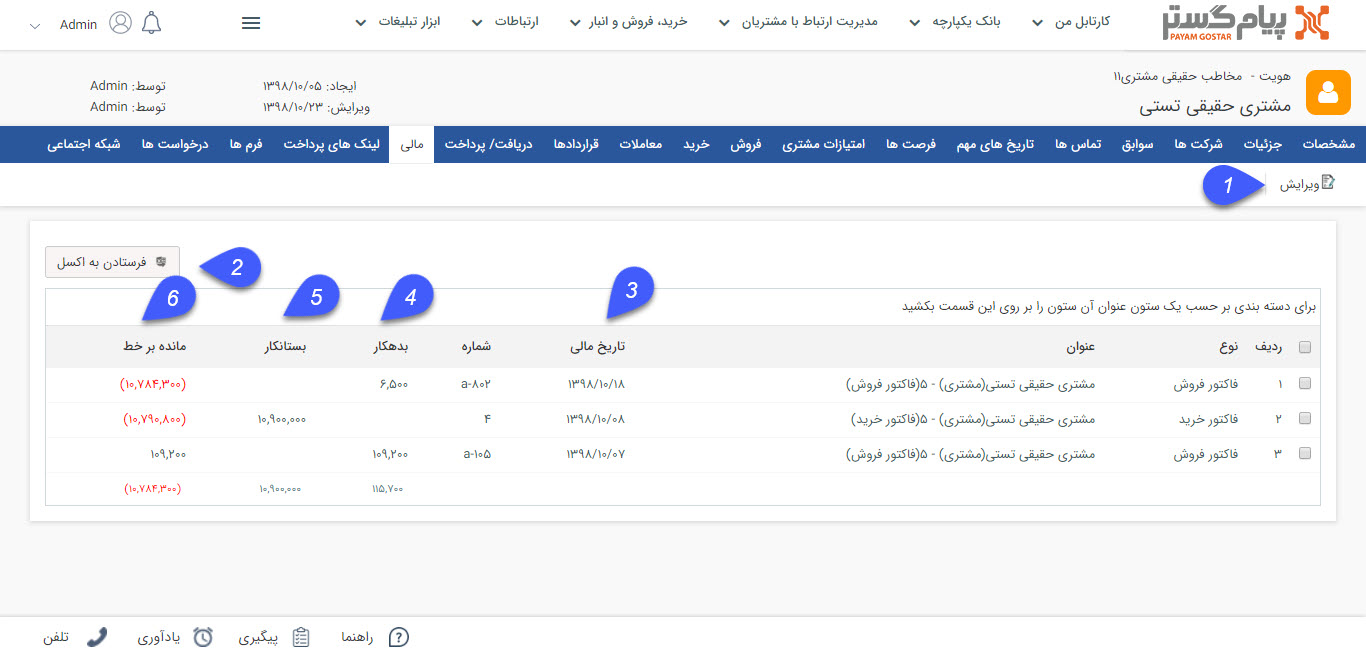 پیام گستر
PAYAM GOSTAR
کارتابل من
بانک یکپارچه
مدیریت ارتباط با مشتریان
خرید، فروش و انبار
ارتباطات
ابزار تبلیغات
Admin
هویت - مخاطب حقیقی مشتری۱۱
مشتری حقیقی تستی
ایجاد: ۱۳۹۸/۱۰/۰۵ توسط: Admin
ویرایش: ۱۳۹۸/۱۰/۲۳ توسط: Admin
مشخصات جزئیات شرکت ها سوابق تماس ها تاریخ های مهم فرصت ها امتیازات مشتری فروش خرید معاملات قراردادها دریافت/ پرداخت مالی لینک های پرداخت فرم ها درخواست ها شبکه اجتماعی
ویرایش
1
فرستادن به اکسل
2
3
4
5
6
برای دسته بندی بر حسب یک ستون عنوان آن ستون را بر روی این قسمت بکشید
ردیف نوع عنوان تاریخ مالی شماره بدهکار بستانکار مانده بر خط
۱ فاکتور فروش مشتری حقیقی تستی(مشتری) - ۵(فاکتور فروش) ۱۳۹۸/۱۰/۱۸ a-۸۰۲ ۶,۵۰۰ (۱۰,۷۸۴,۳۰۰)
۲ فاکتور خرید مشتری حقیقی تستی(مشتری) - ۵(فاکتور خرید) ۱۳۹۸/۱۰/۰۸ ۴ ۱۰,۹۰۰,۰۰۰ (۱۰,۷۹۰,۸۰۰)
۳ فاکتور فروش مشتری حقیقی تستی(مشتری) - ۵(فاکتور فروش) ۱۳۹۸/۱۰/۰۷ a-۱۰۵ ۱۰۹,۲۰۰ ۱۰۹,۲۰۰
۱۱۵,۷۰۰ ۱۰,۹۰۰,۰۰۰ (۱۰,۷۸۴,۳۰۰)
راهنما پیگیری یادآوری تلفن